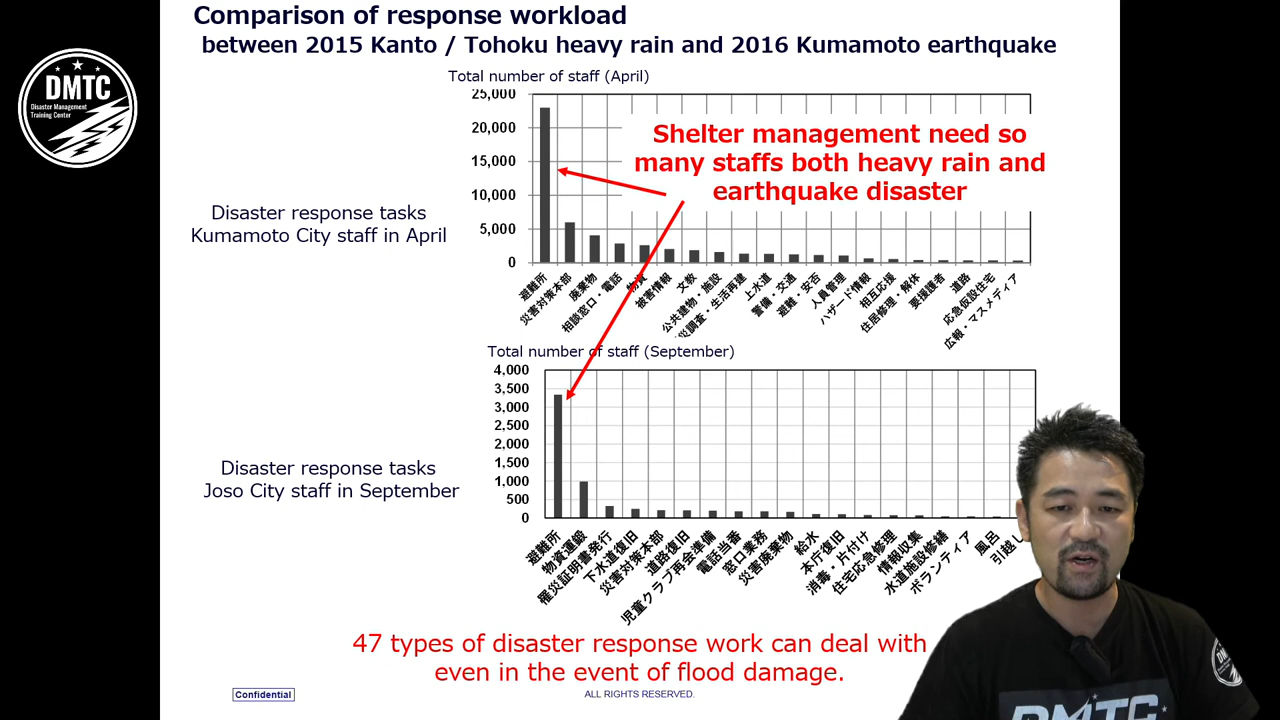 Comparison of response workload
between 2015 Kanto / Tohoku heavy rain and 2016 Kumamoto earthquake
DMTC
Disaster Management
Training Center
Total number of staff (April)
25,000
20,000
15,000
10,000
5,000
0
Shelter management need so
many staffs both heavy rain and
earthquake disaster
Disaster response tasks
Kumamoto City staff in April
避難所
災害対策本部
廃棄物
相談窓口・電話
物資
被害情報
文教
公共建物・施設
災調査・生活再建
上水道
警備・交通
避難・安否
人員管理
ハザード情報
相互応援
住居修理・解体
要援護者
道路
応急仮設住宅
広報・マスメディア
Total number of staff (September)
4,000
3,500
3,000
2,500
2,000
1,500
1,000
500
0
Disaster response tasks
Joso City staff in September
避難所
物資運搬
罹災証明書発行
下水道復旧
災害対策本部
道路復旧
児童クラブ再会準備
電話当番
窓口業務
災害廃棄物
給水
本庁復旧
消毒・片付け
住宅応急修理
情報収集
水道施設修繕
ボランティア
風呂
引越し
47 types of disaster response work can deal with
even in the event of flood damage.
Confidential
ALL RIGHTS RESERVED.
DMTC
DMTC